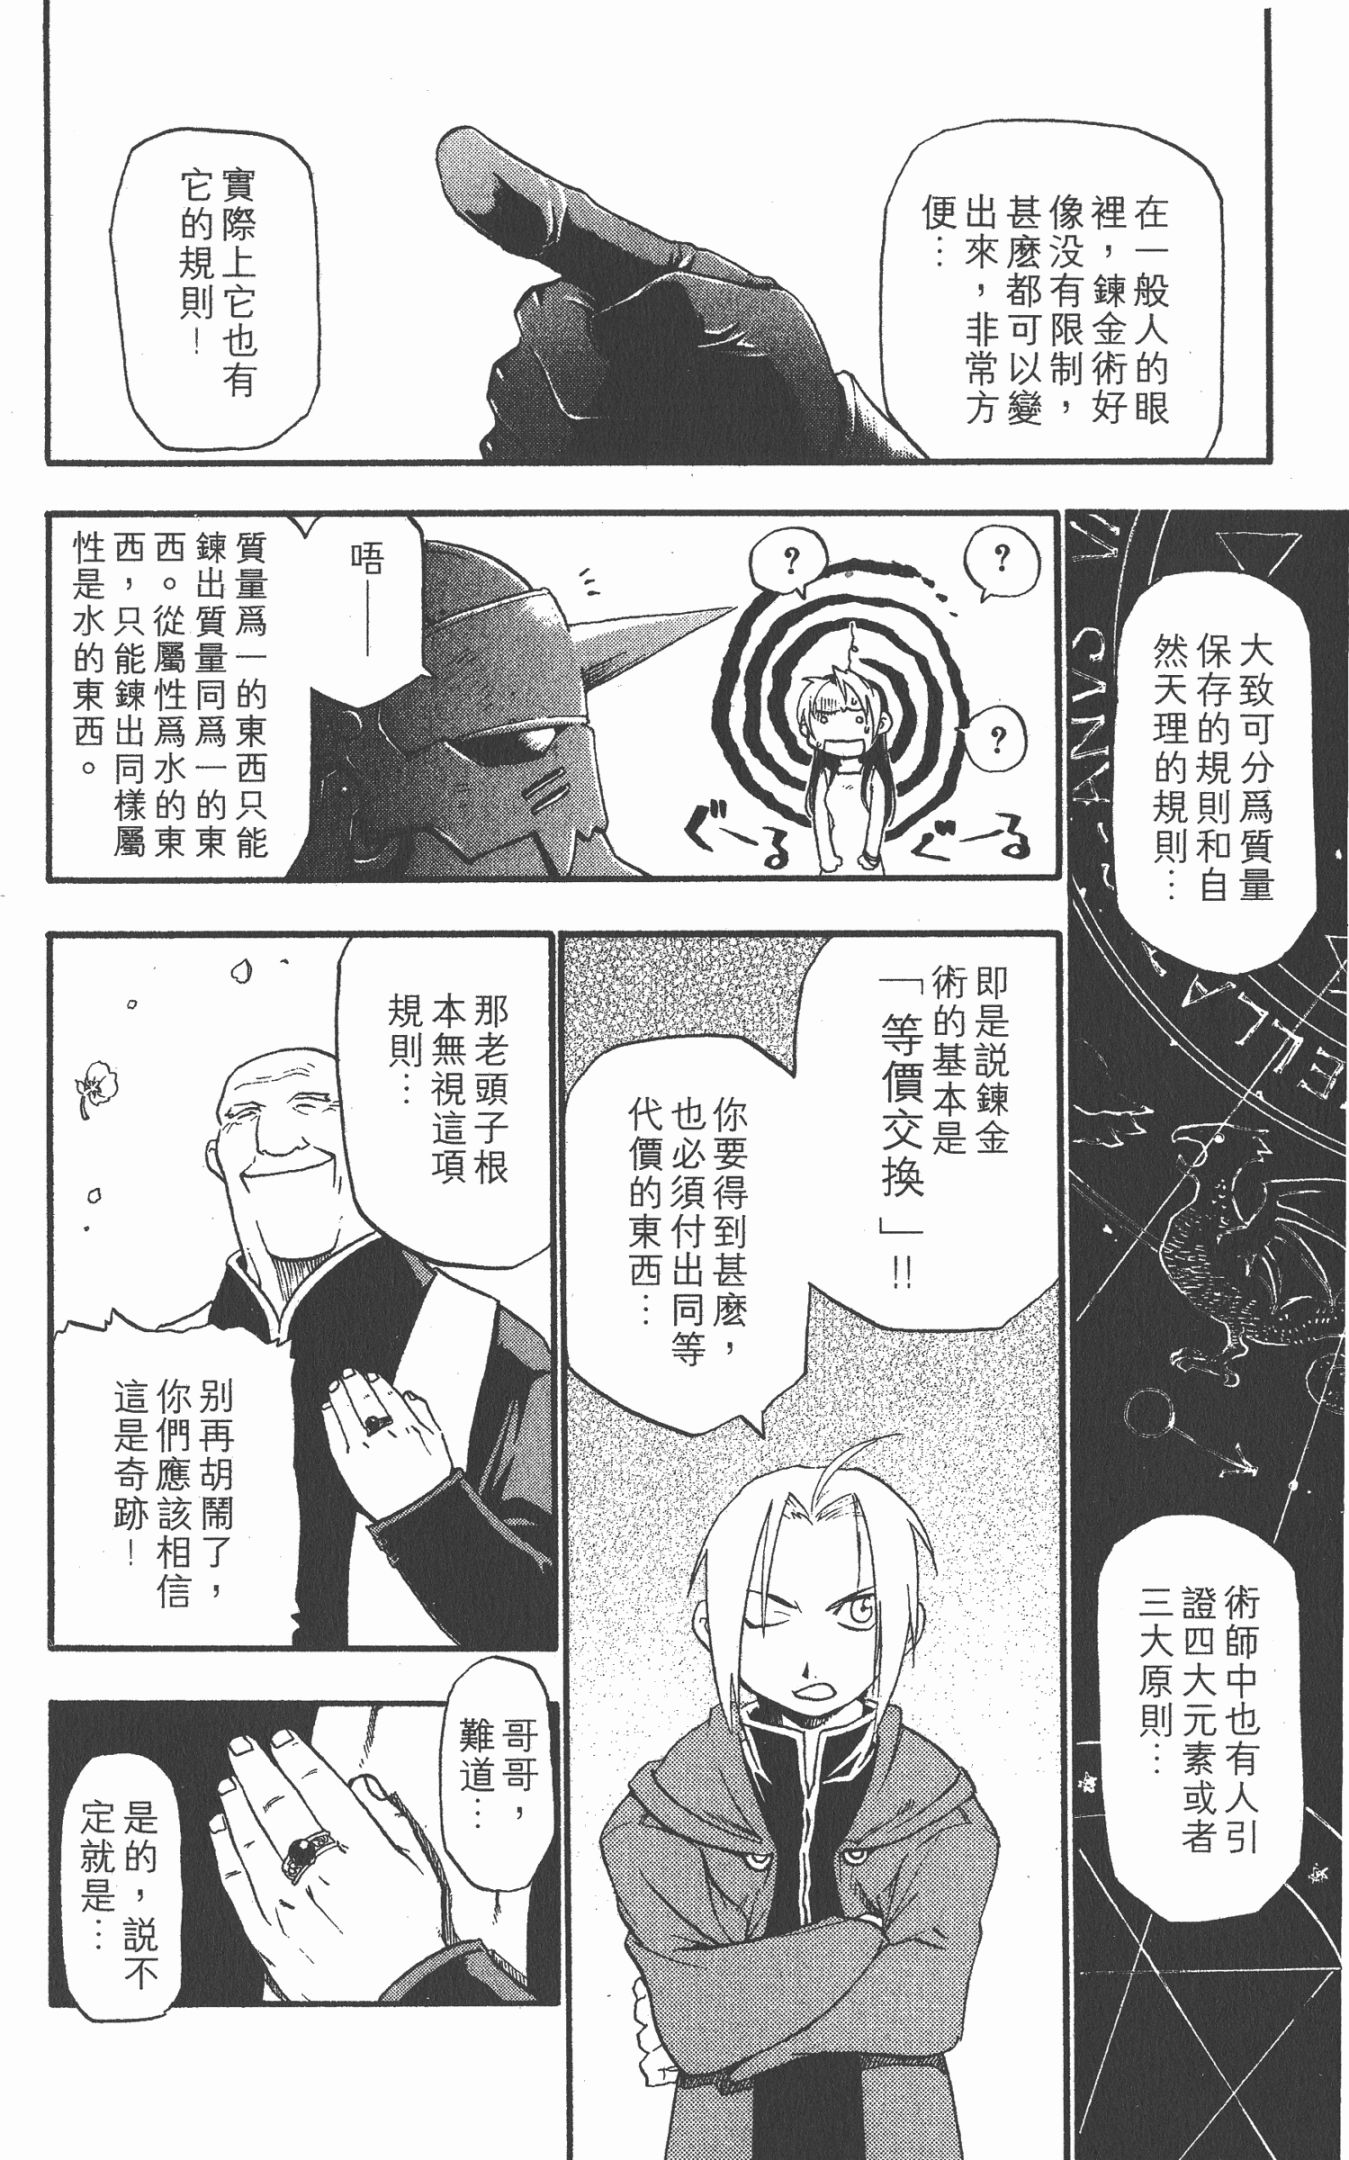 在一般人的眼
裡，鍊金術好
像没有限制，
甚麼都可以變
出來，非常方
便…
實際上它也有
它的規則！
大致可分爲質量
保存的規則和自
然天理的規則…
術師中也有人引
證四大元素或者
三大原則…
?
?
?
ぐーる
ぐーる
唔——
質量爲一的東西只能
鍊出質量同爲一的東
西。從屬性爲水的東
西，只能鍊出同樣屬
性是水的東西。
即是説鍊金
術的基本是
「等價交換」!!
你要得到甚麼，
也必須付出同等
代價的東西…
那老頭子根
本無視這項
規則…
别再胡鬧了，
你們應該相信
這是奇跡！
哥哥，
難道…
是的，説不
定就是…